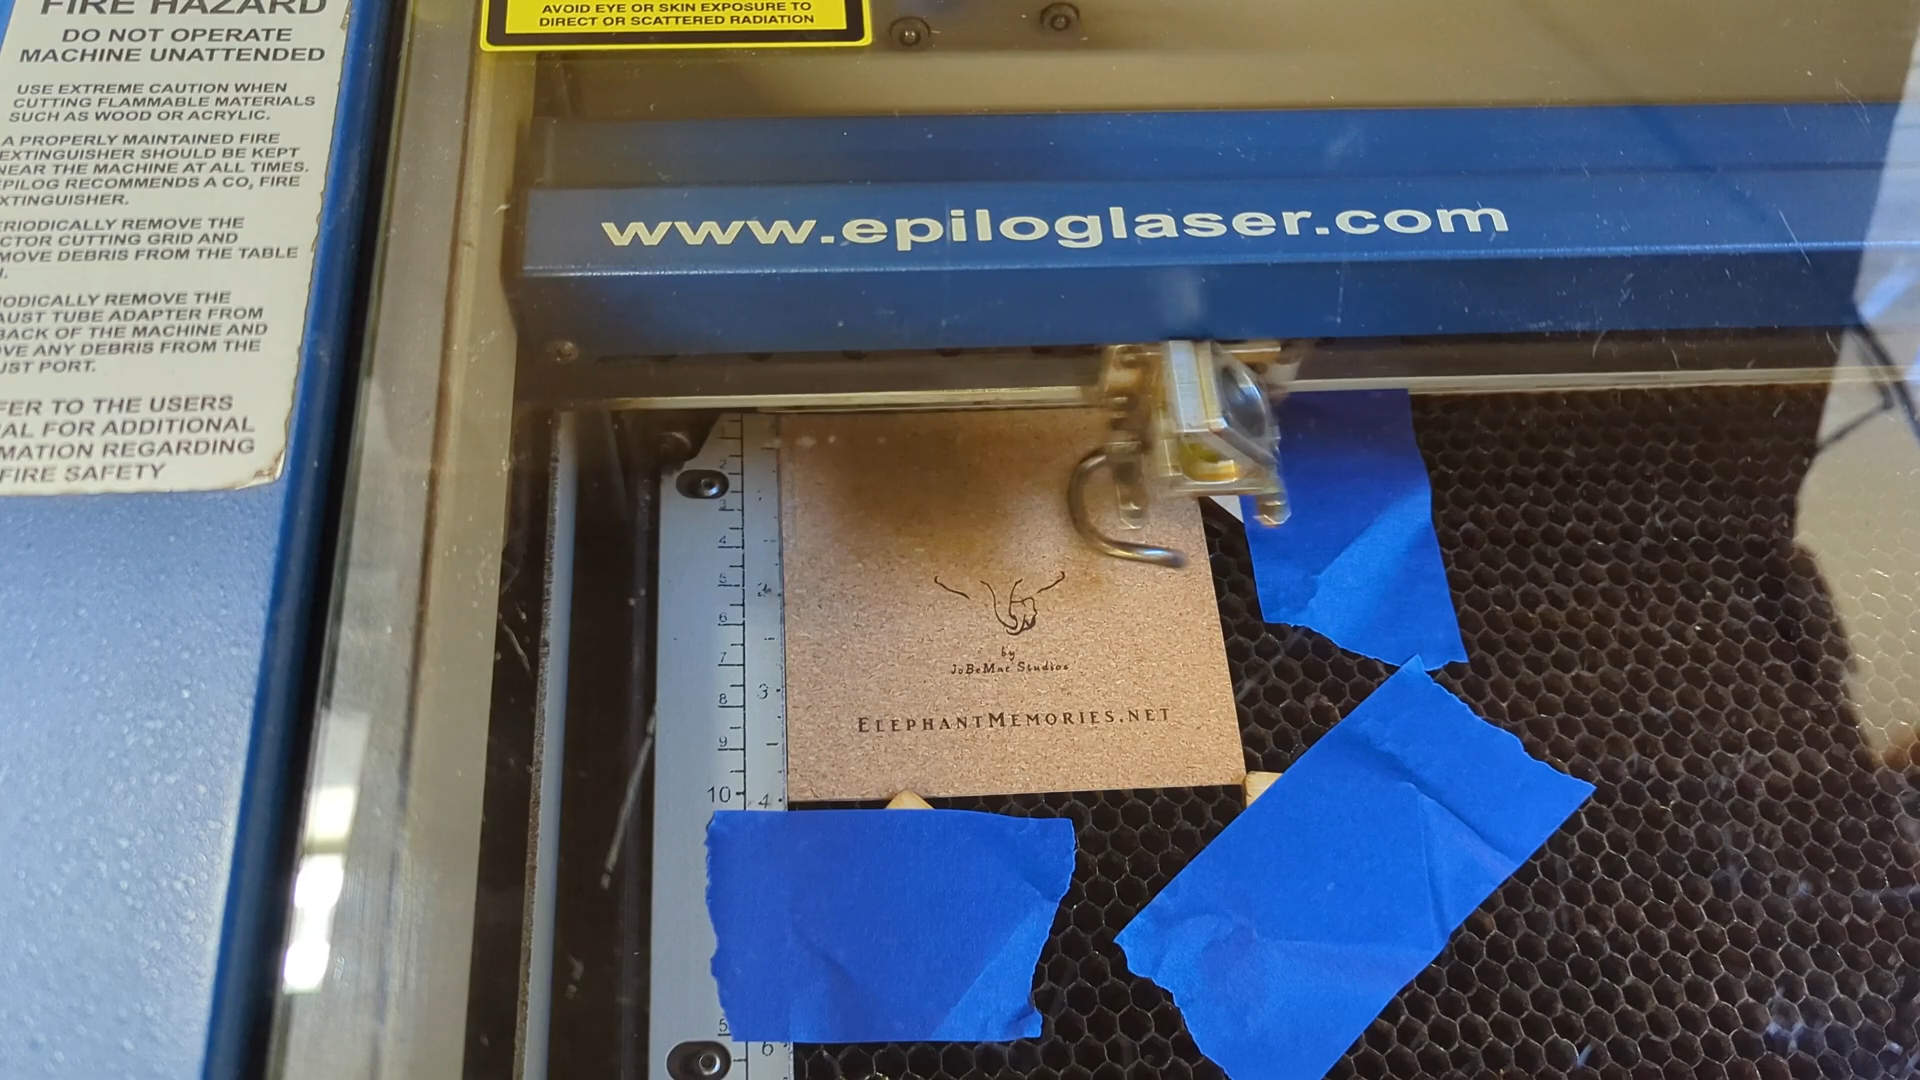 FIRE HAZARD
DO NOT OPERATE
MACHINE UNATTENDED
USE EXTREME CAUTION WHEN
CUTTING FLAMMABLE MATERIALS
SUCH AS WOOD OR ACRYLIC.
A PROPERLY MAINTAINED FIRE
EXTINGUISHER SHOULD BE KEPT
NEAR THE MACHINE AT ALL TIMES.
EPILOG RECOMMENDS A CO₂ FIRE
EXTINGUISHER.
ERIODICALLY REMOVE THE
CTOR CUTTING GRID AND
MOVE DEBRIS FROM THE TABLE
IODICALLY REMOVE THE
AUST TUBE ADAPTER FROM
BACK OF THE MACHINE AND
OVE ANY DEBRIS FROM THE
UST PORT.
FER TO THE USERS
AL FOR ADDITIONAL
MATION REGARDING
FIRE SAFETY
AVOID EYE OR SKIN EXPOSURE TO
DIRECT OR SCATTERED RADIATION
www.epiloglaser.com
2
4
5
6
7
8
9
10
2
3
4
5
6
by
JoBeMac Studios
ELEPHANTMEMORIES.NET